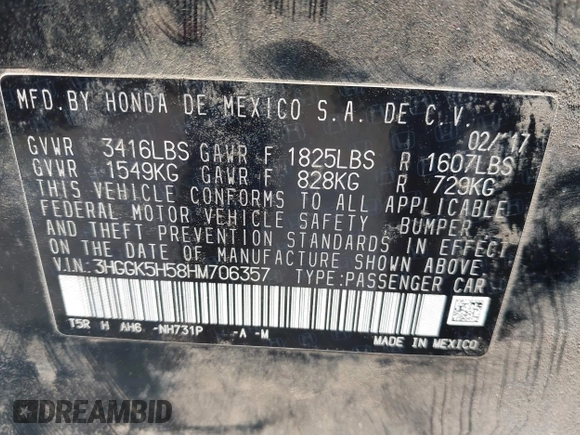 MFD.BY HONDA DE MEXICO S.A. DE C.V.
02/'17
GVWR 3416LBS GAWR F 1825LBS R 1607LBS
GVWR 1549KG GAWR F 828KG R 729KG
THIS VEHICLE CONFORMS TO ALL APPLICABLE
FEDERAL MOTOR VEHICLE SAFETY, BUMPER,
AND THEFT PREVENTION STANDARDS IN EFFECT
ON THE DATE OF MANUFACTURE SHOWN ABOVE.
V.I.N. 3HGGK5H58HM706357 TYPE:PASSENGER CAR
T5R H AH6 -NH731P -A -M
MADE IN MEXICO
DREAMBID